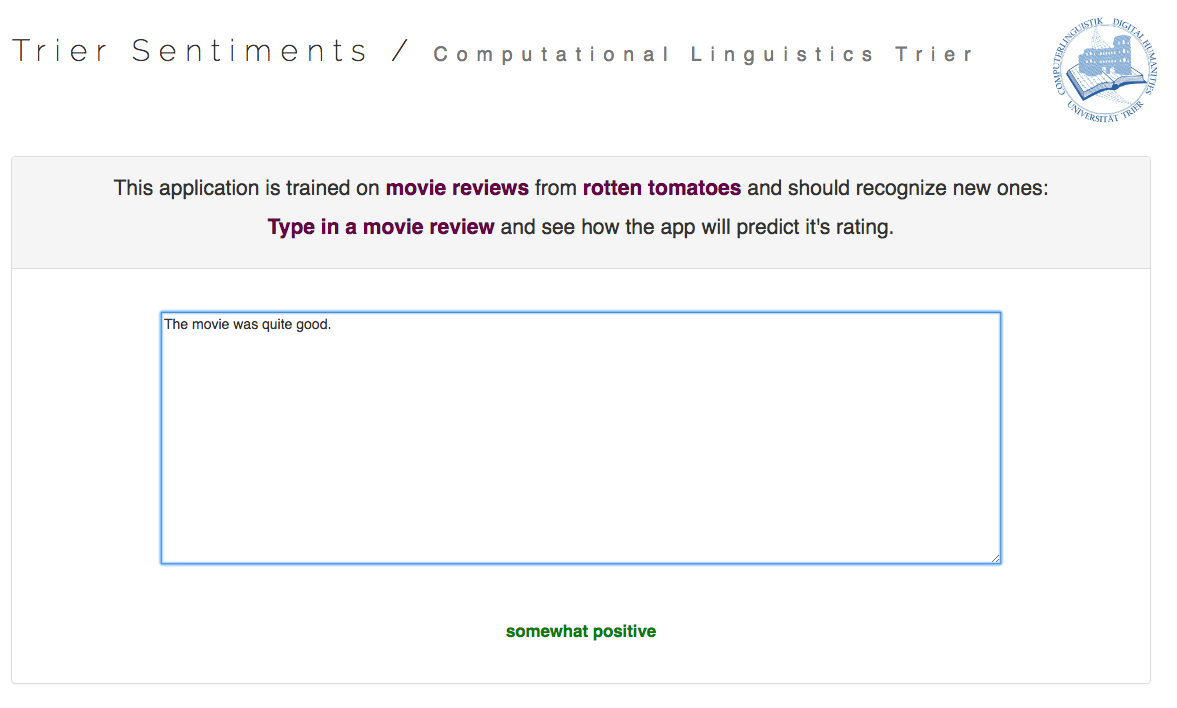 Trier Sentiments / Computational Linguistics Trier
COMPUTERLINGUISTIK DIGITAL HUMANITIES
UNIVERSITÄT TRIER
This application is trained on movie reviews from rotten tomatoes and should recognize new ones:
Type in a movie review and see how the app will predict it's rating.
The movie was quite good.
somewhat positive